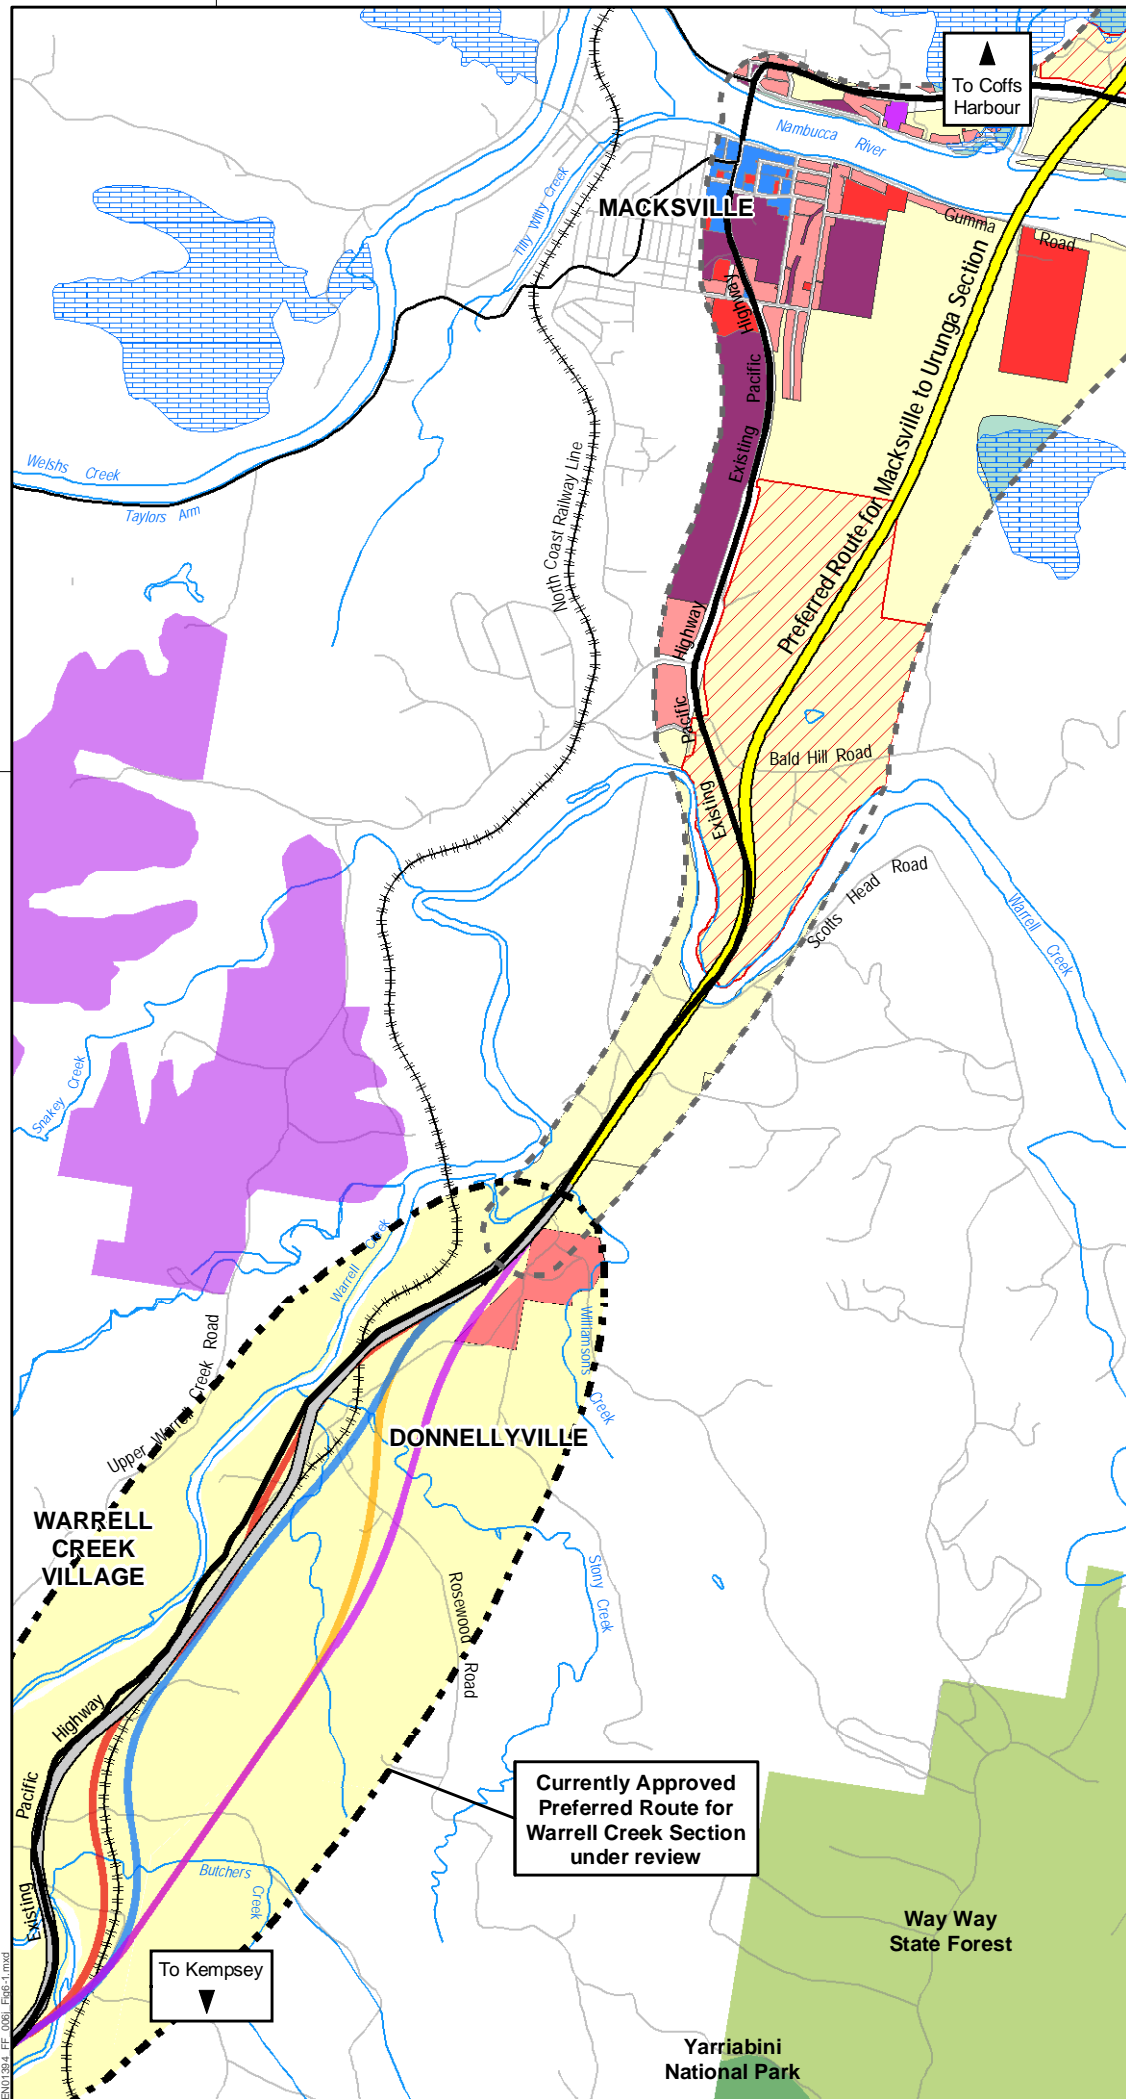 To Coffs
Harbour
Nambucca River
Tilly Willy Creek
MACKSVILLE
Gumma Road
Highway
Pacific
Existing
Preferred Route for Macksville to Urunga Section
Welshs Creek
Taylors Arm
North Coast Railway Line
Highway
Pacific
Existing
Bald Hill Road
Scotts Head Road
Warrell Creek
Snakey Creek
Warrell Creek
Williamsons Creek
Upper Warrell Creek Road
DONNELLYVILLE
WARRELL
CREEK
VILLAGE
Stony Creek
Rosewood Road
Highway
Pacific
Existing
Currently Approved
Preferred Route for
Warrell Creek Section
under review
Butchers Creek
Way Way
State Forest
To Kempsey
Yarriabini
National Park
EN01394_FF_006j_Fig6-1.mxd